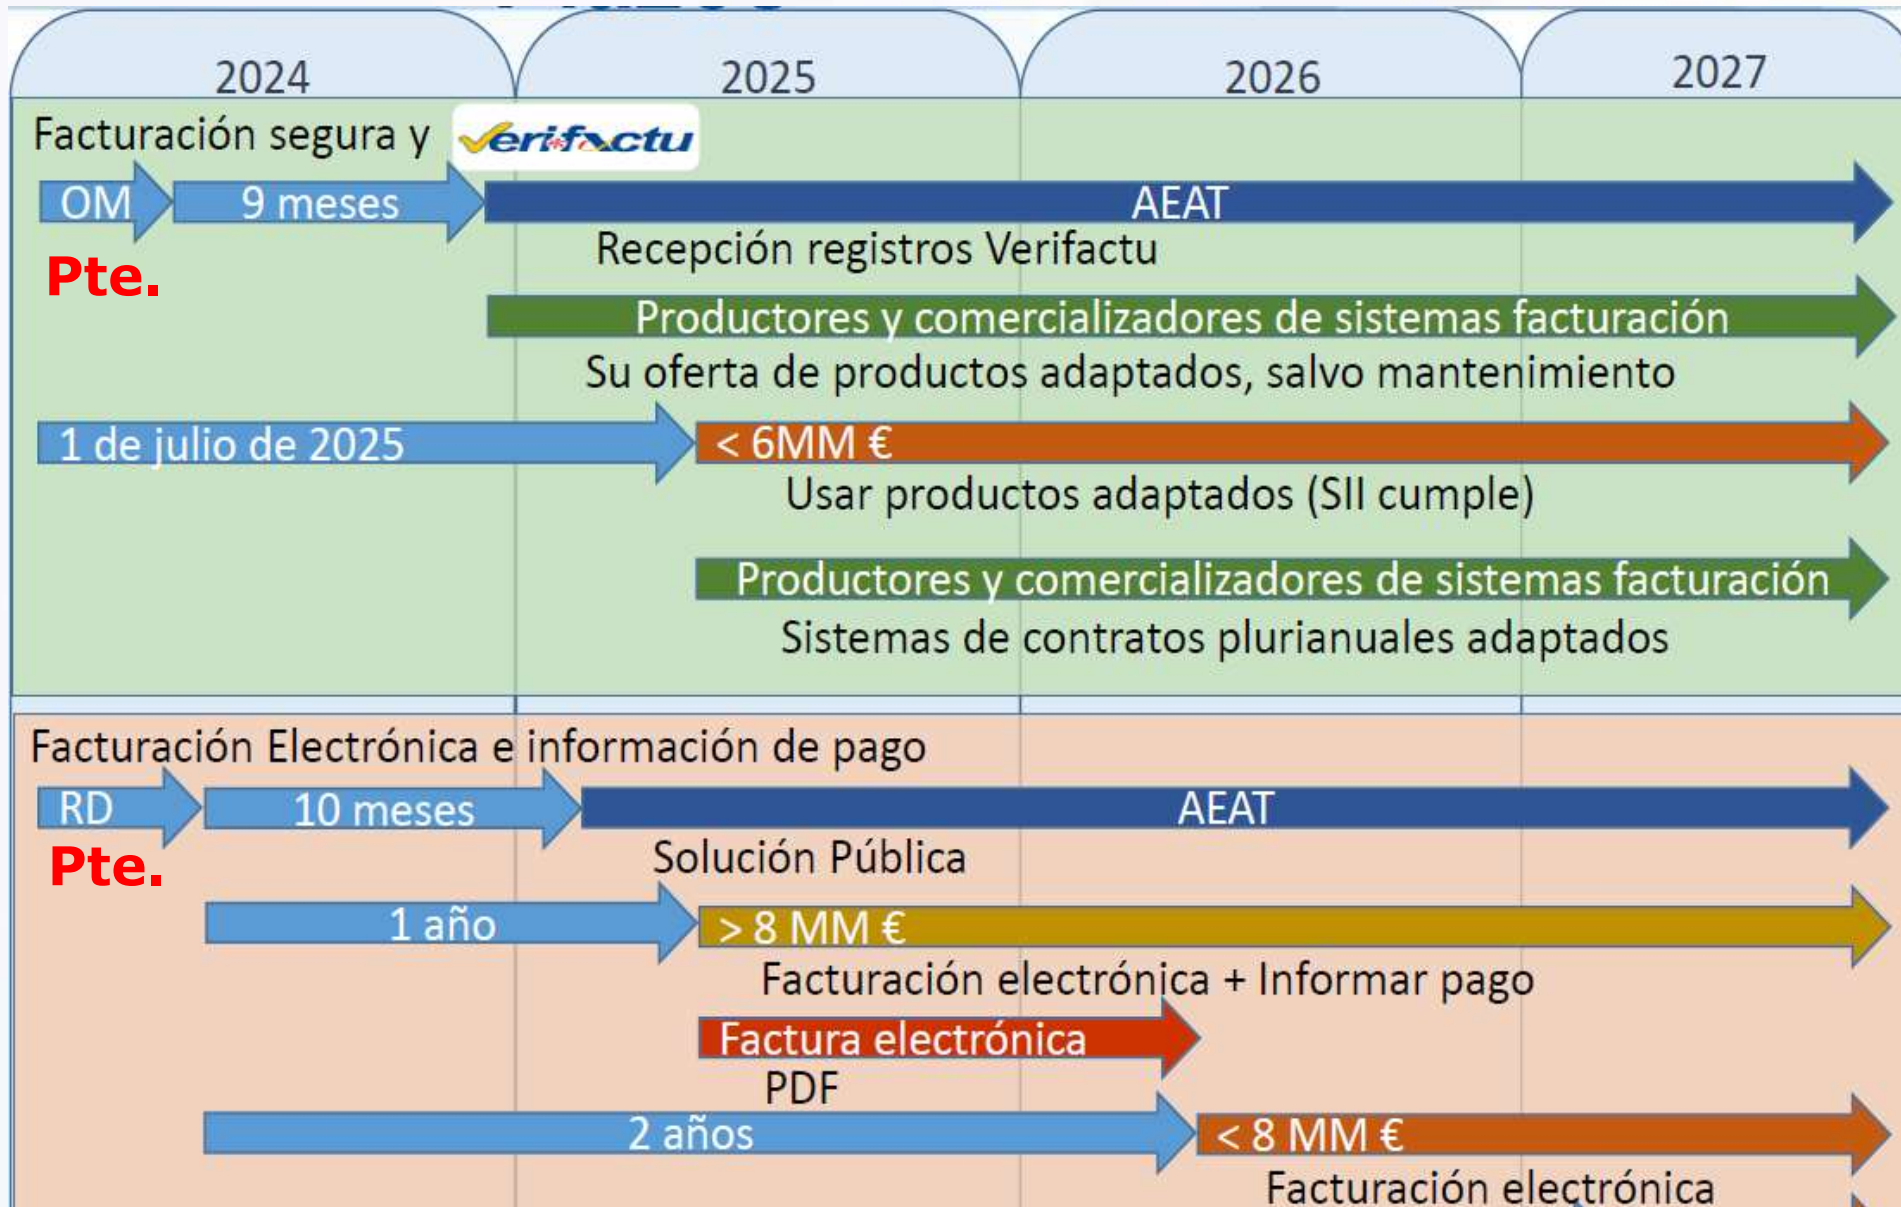 2024 2025 2026 2027
Facturación segura y Verifactu
OM 9 meses AEAT
Pte.
Recepción registros Verifactu
Productores y comercializadores de sistemas facturación
Su oferta de productos adaptados, salvo mantenimiento
1 de julio de 2025 < 6MM €
Usar productos adaptados (SII cumple)
Productores y comercializadores de sistemas facturación
Sistemas de contratos plurianuales adaptados
Facturación Electrónica e información de pago
RD 10 meses AEAT
Pte.
Solución Pública
1 año > 8 MM €
Facturación electrónica + Informar pago
Factura electrónica
PDF
2 años < 8 MM €
Facturación electrónica